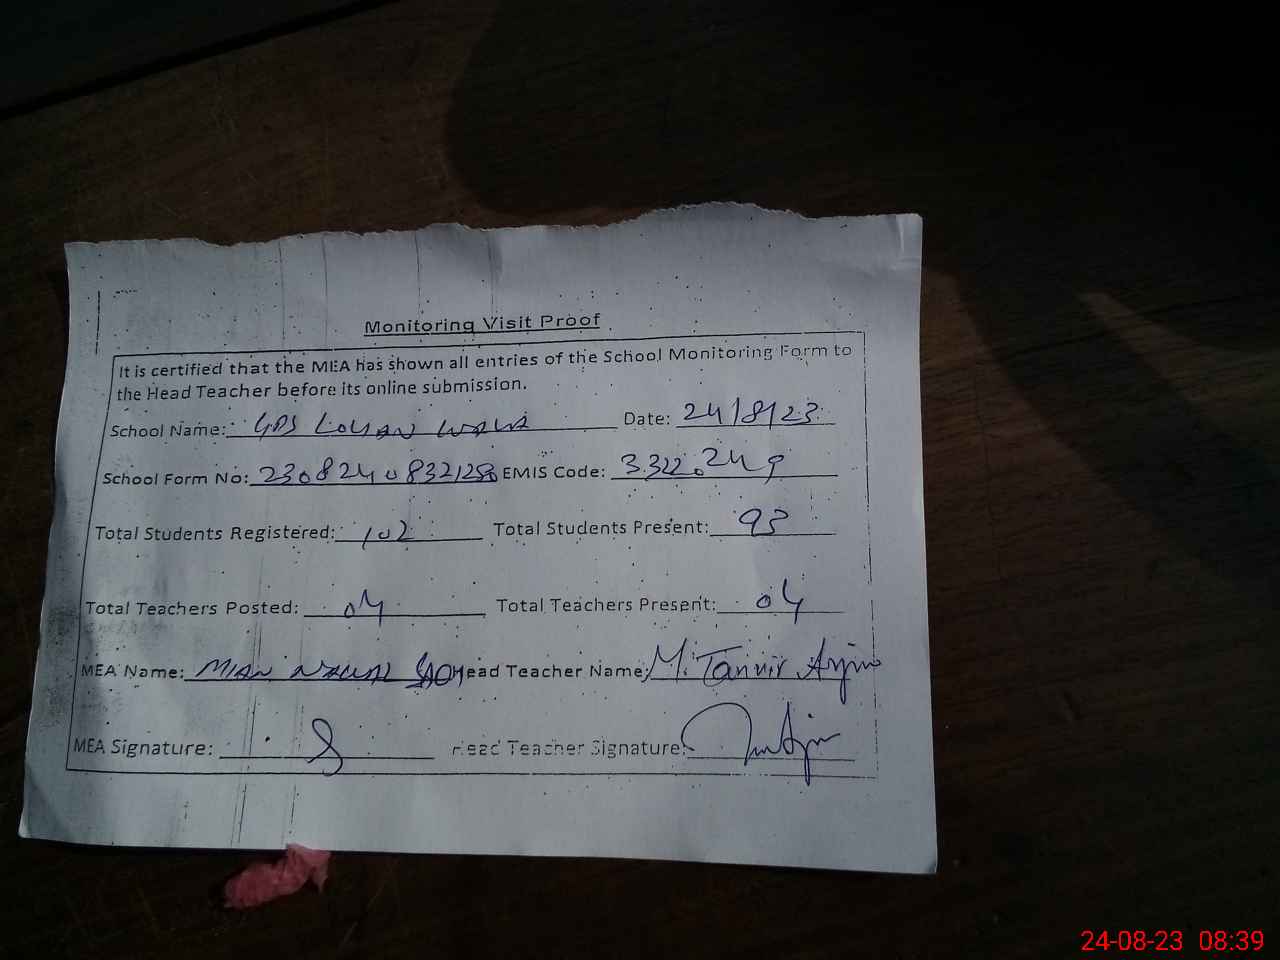 Monitoring Visit Proof
It is certified that the MEA has shown all entries of the School Monitoring Form to
the Head Teacher before its online submission.
School Name: GPS Lohan wala Date: 24/8/23
School Form No: EMIS Code: 33220249
Total Students Registered: 102 Total Students Present: 93
Total Teachers Posted: 04 Total Teachers Present: 04
MEA Name: Mian Head Teacher Name: M. Tanvir Anjum
MEA Signature: Head Teacher Signature:
24-08-23 08:39